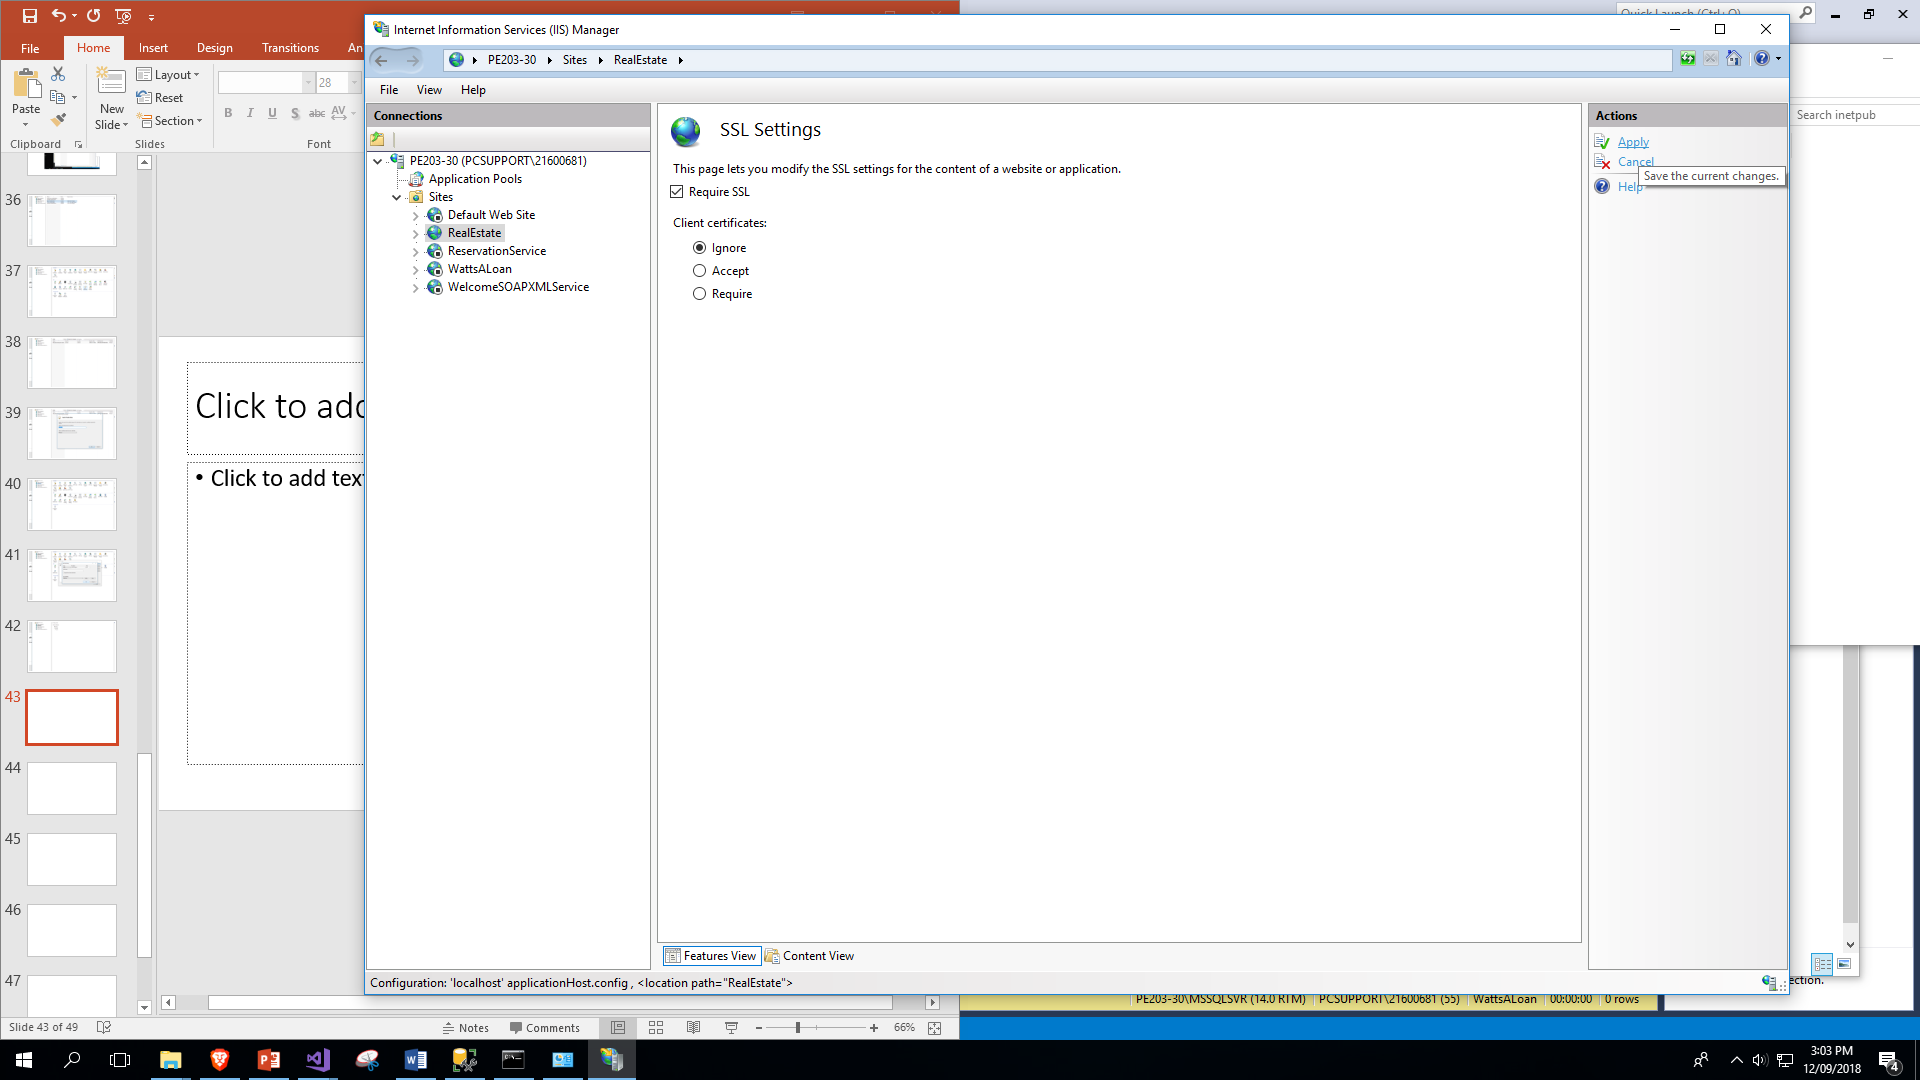 File
Home
Insert
Design
Transitions
An
Paste
New
Slide
Layout
Reset
Section
28
B I U S abc AV
Clipboard
Slides
Font
36
37
38
39
40
41
42
43
44
45
46
47
Click to add
• Click to add text
Slide 43 of 49
Notes
Comments
66%
Internet Information Services (IIS) Manager
PE203-30
Sites
RealEstate
File
View
Help
Connections
PE203-30 (PCSUPPORT\21600681)
Application Pools
Sites
Default Web Site
RealEstate
ReservationService
WattsALoan
WelcomeSOAPXMLService
SSL Settings
This page lets you modify the SSL settings for the content of a website or application.
Require SSL
Client certificates:
Ignore
Accept
Require
Features View
Content View
Configuration: 'localhost' applicationHost.config , <location path="RealEstate">
Actions
Apply
Cancel
Save the current changes.
Help
Search inetpub
ection.
PE203-30\MSSQLSVR (14.0 RTM)
PCSUPPORT\21600681 (55)
WattsALoan
00:00:00
0 rows
3:03 PM
12/09/2018
4